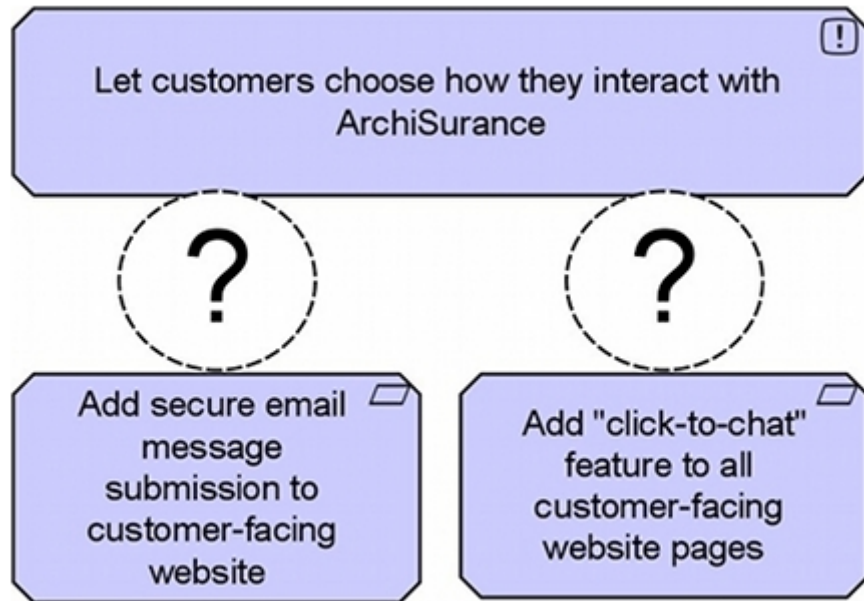 !
Let customers choose how they interact with
ArchiSurance
? ?
Add secure email
message
submission to
customer-facing
website
Add "click-to-chat"
feature to all
customer-facing
website pages